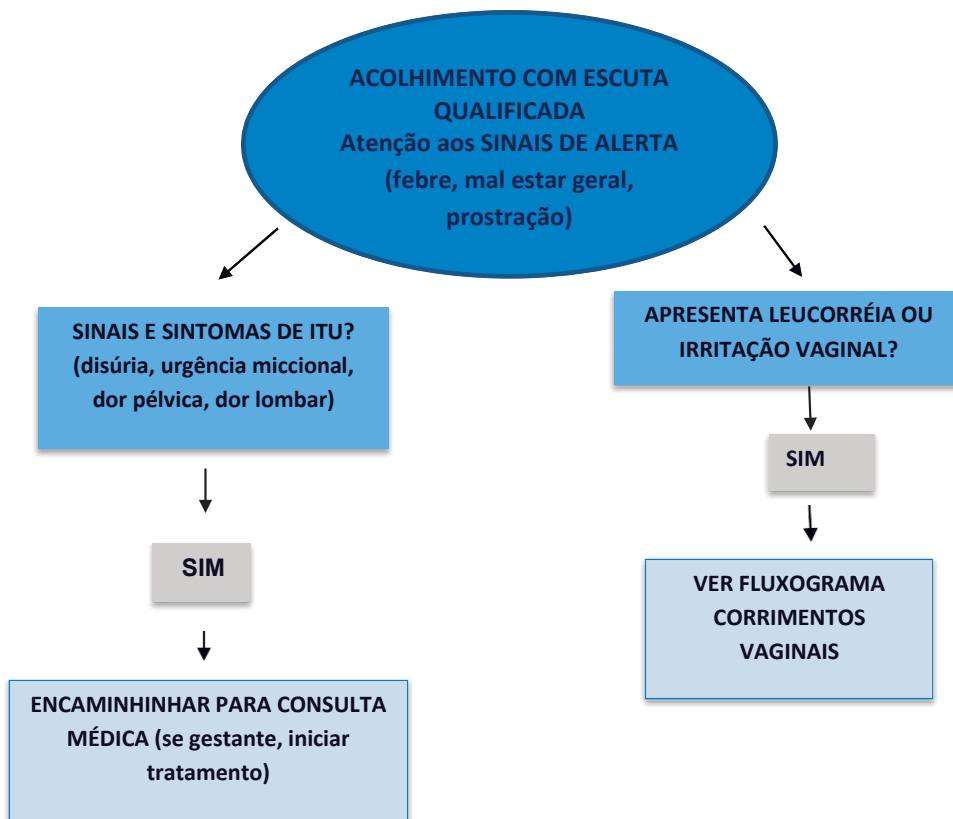 ACOLHIMENTO COM ESCUTA
QUALIFICADA
Atenção aos SINAIS DE ALERTA
(febre, mal estar geral,
prostração)
SINAIS E SINTOMAS DE ITU?
(disúria, urgência miccional,
dor pélvica, dor lombar)
SIM
ENCAMINHINHAR PARA CONSULTA
MÉDICA (se gestante, iniciar
tratamento)
APRESENTA LEUCORRÉIA OU
IRRITAÇÃO VAGINAL?
SIM
VER FLUXOGRAMA
CORRIMENTOS
VAGINAIS